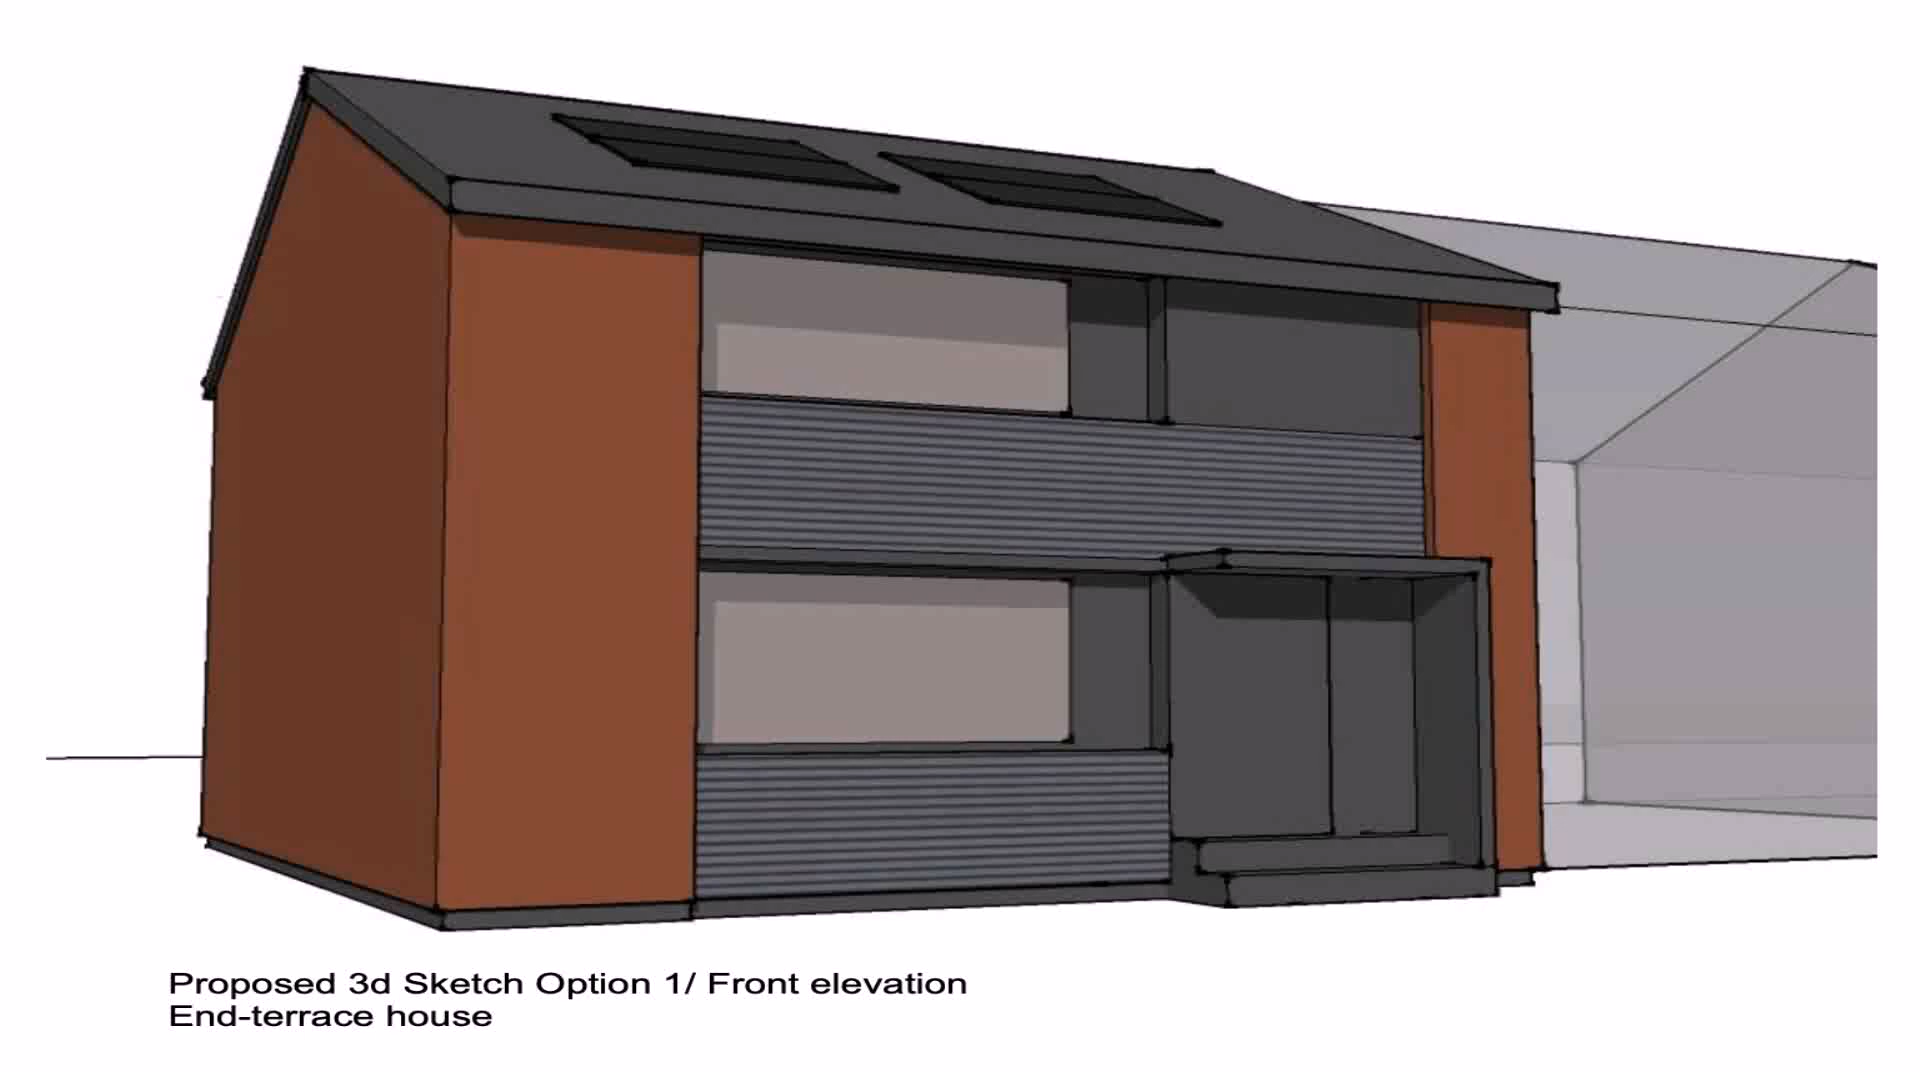 Proposed 3d Sketch Option 1/ Front elevation
End-terrace house